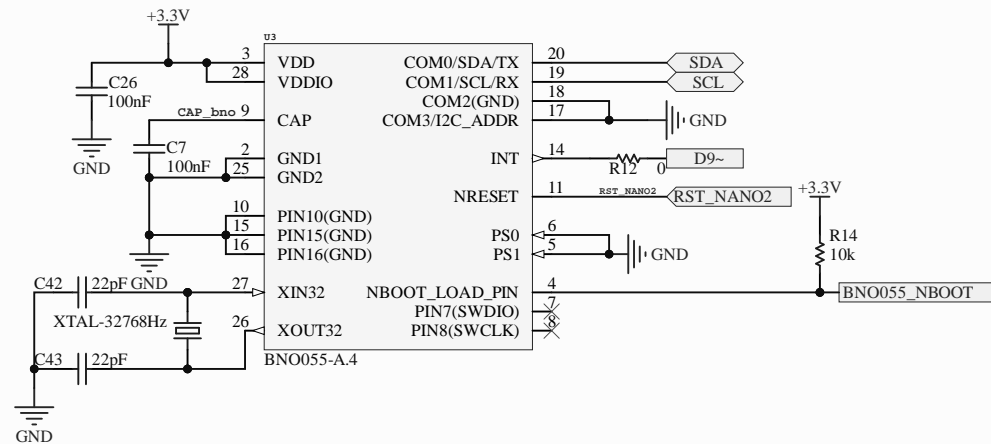 +3.3V
U3
3 VDD COM0/SDA/TX 20 SDA
28 VDDIO COM1/SCL/RX 19 SCL
C26
100nF
COM2(GND) 18
CAP_bno 9 CAP COM3/I2C_ADDR 17 GND
GND
C7
100nF
2 GND1 INT 14 R12 0 D9~
25 GND2
NRESET 11 RST_NANO2 RST_NANO2
+3.3V
10 PIN10(GND)
15 PIN15(GND) PS0 6
16 PIN16(GND) PS1 5 GND
R14
10k
GND
C42 22pF 27 XIN32 NBOOT_LOAD_PIN 4 BNO055_NBOOT
XTAL-32768Hz
PIN7(SWDIO) 7
26 XOUT32 PIN8(SWCLK) 8
C43 22pF
BNO055-A.4
GND